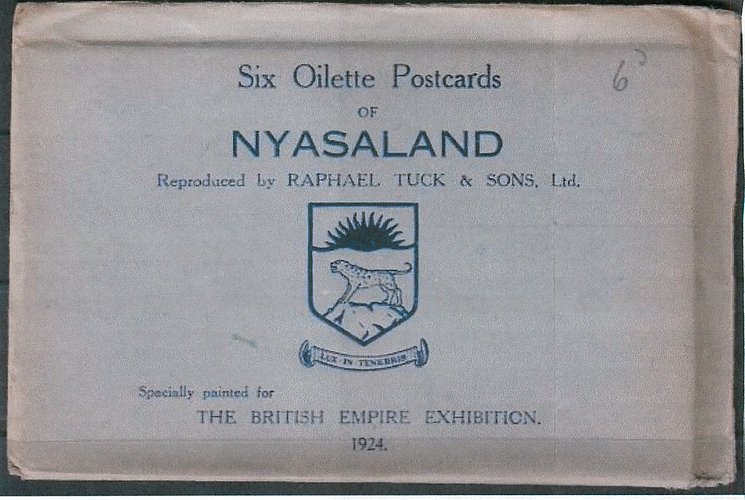 Six Oilette Postcards
6D
OF
NYASALAND
Reproduced by RAPHAEL TUCK & SONS, Ltd.
LUX IN TENEBRIS
Specially painted for
THE BRITISH EMPIRE EXHIBITION.
1924.